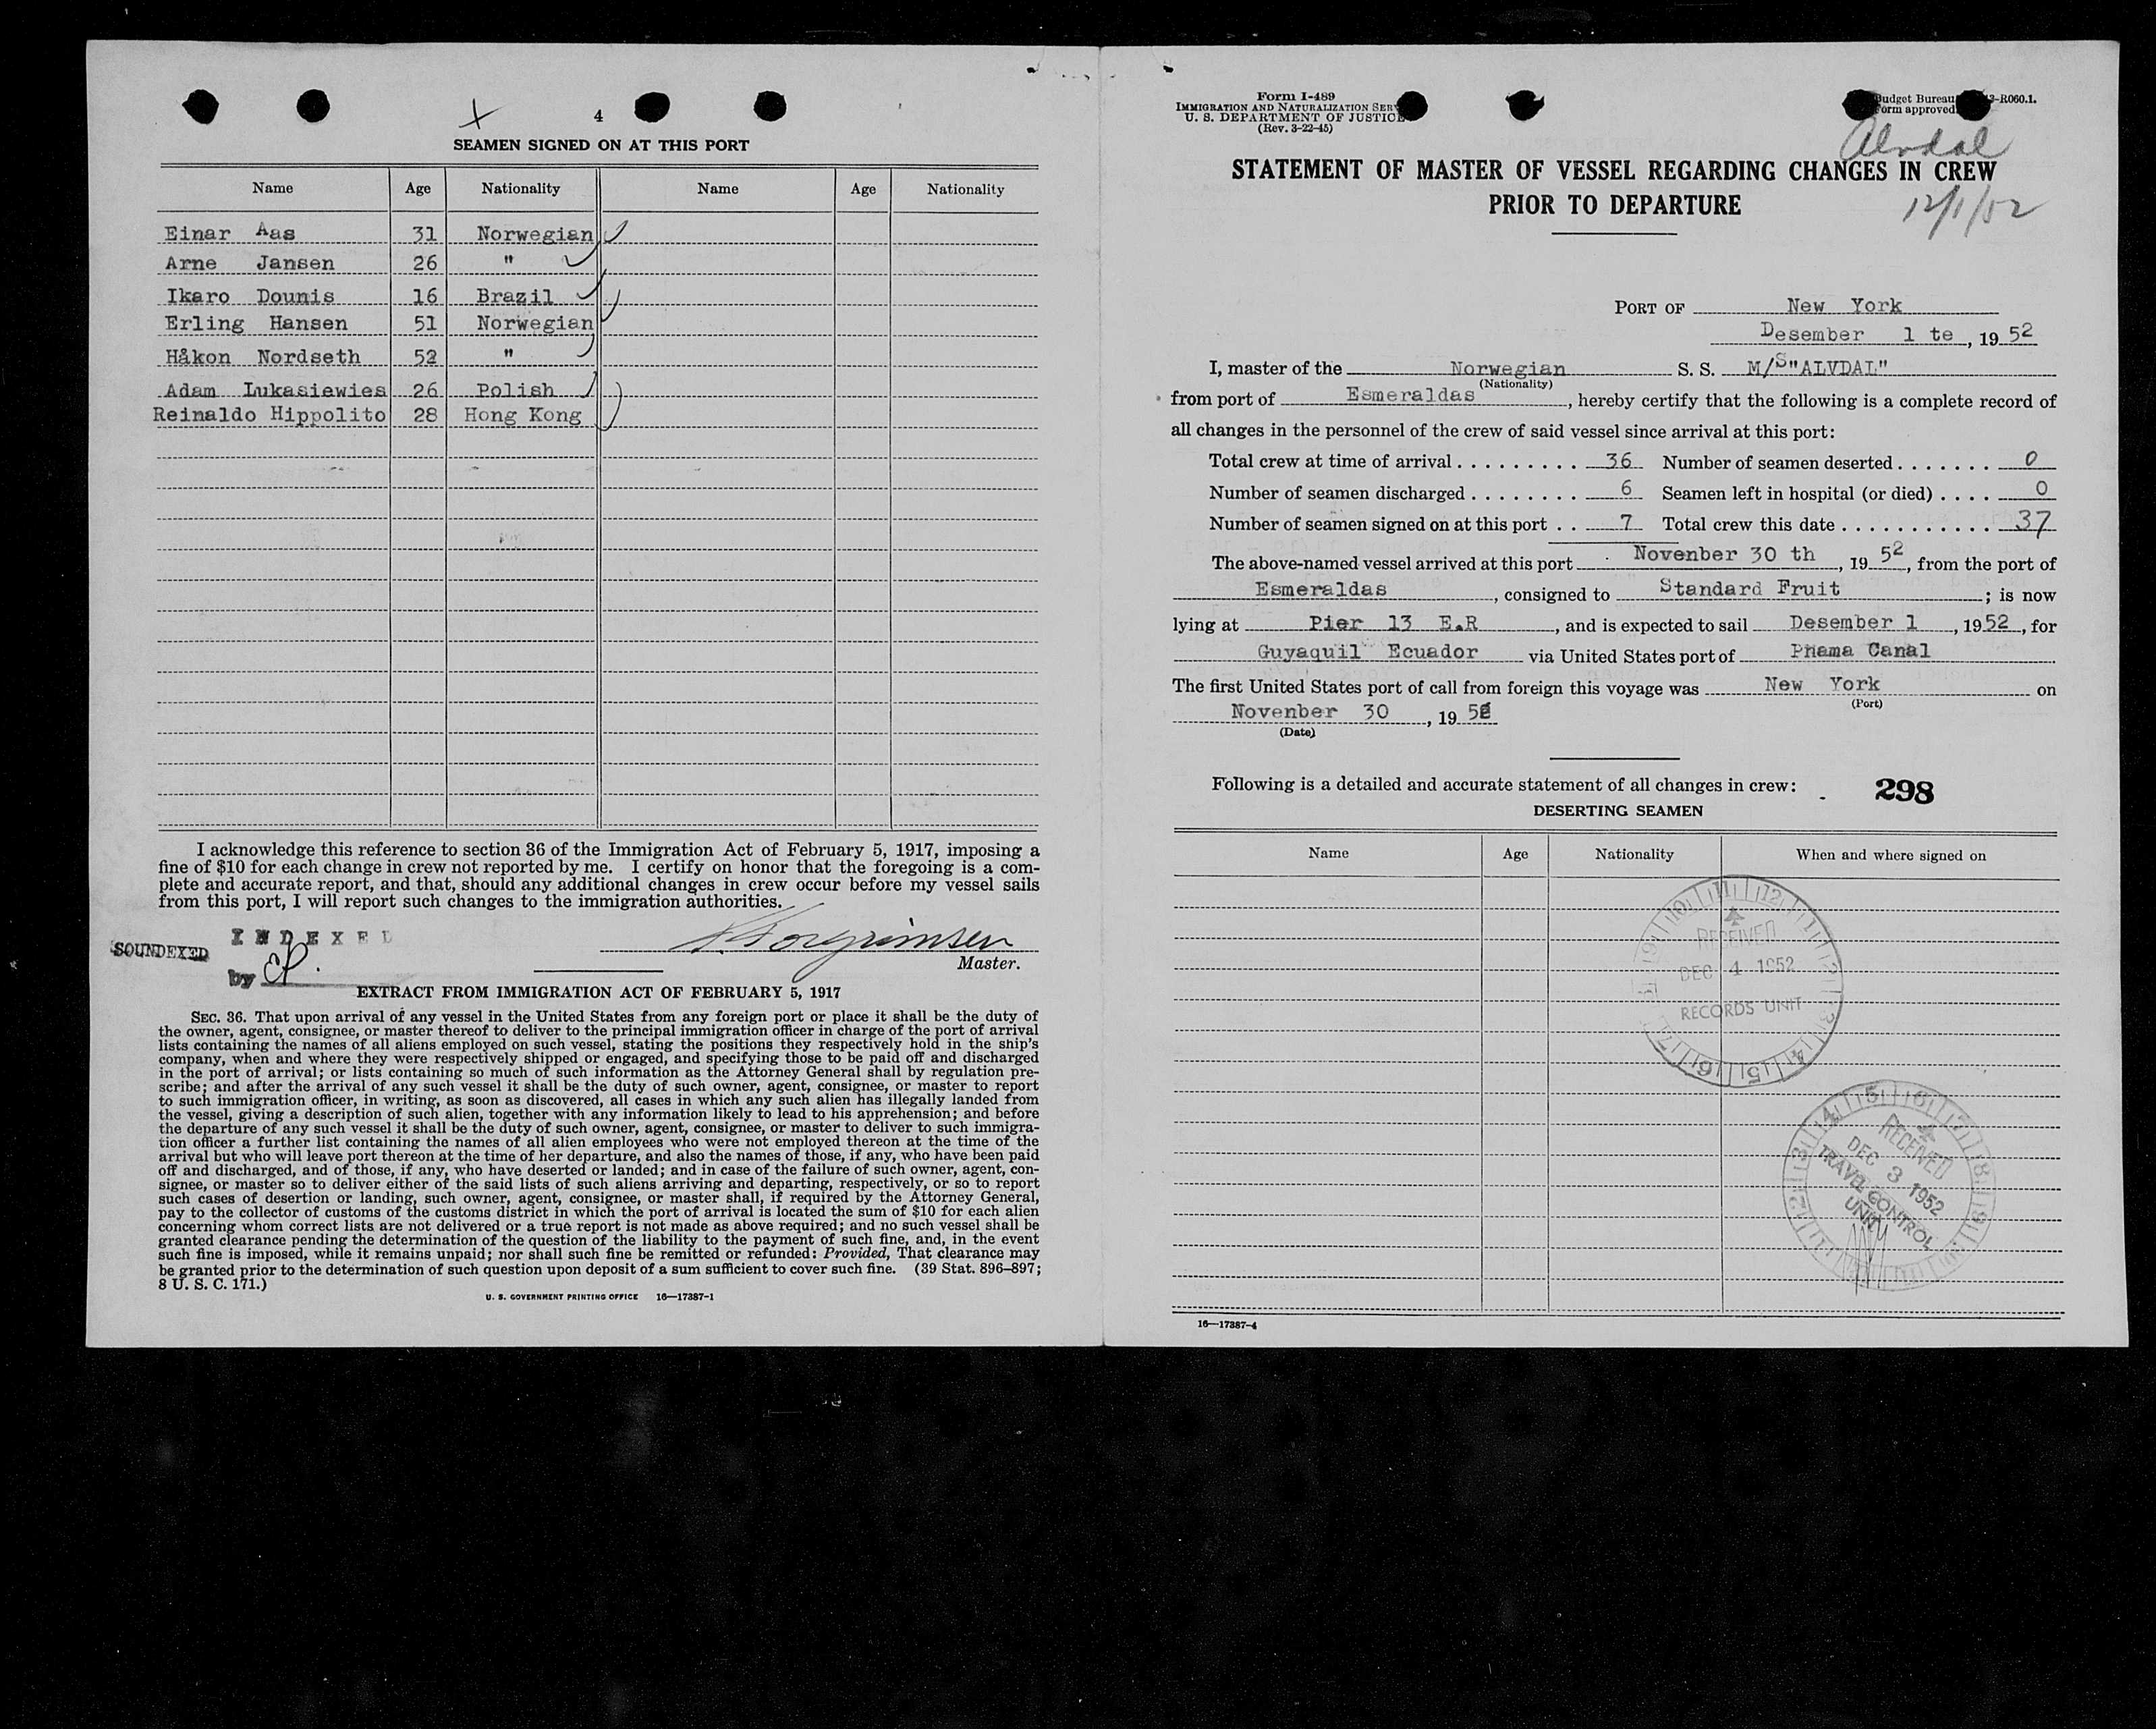 4
SEAMEN SIGNED ON AT THIS PORT
Name Age Nationality Name Age Nationality
Einar Aas 31 Norwegian
Arne Jansen 26 "
Ikaro Dounis 16 Brazil
Erling Hansen 51 Norwegian
Håkon Nordseth 52 "
Adam Lukasiewies 26 Polish
Reinaldo Hippolito 28 Hong Kong
I acknowledge this reference to section 36 of the Immigration Act of February 5, 1917, imposing a
fine of $10 for each change in crew not reported by me. I certify on honor that the foregoing is a com-
plete and accurate report, and that, should any additional changes in crew occur before my vessel sails
from this port, I will report such changes to the immigration authorities.
INDEXED
SOUNDEXED
by
Master.
EXTRACT FROM IMMIGRATION ACT OF FEBRUARY 5, 1917
SEC. 36. That upon arrival of any vessel in the United States from any foreign port or place it shall be the duty of
the owner, agent, consignee, or master thereof to deliver to the principal immigration officer in charge of the port of arrival
lists containing the names of all aliens employed on such vessel, stating the positions they respectively hold in the ship's
company, when and where they were respectively shipped or engaged, and specifying those to be paid off and discharged
in the port of arrival; or lists containing so much of such information as the Attorney General shall by regulation pre-
scribe; and after the arrival of any such vessel it shall be the duty of such owner, agent, consignee, or master to report
to such immigration officer, in writing, as soon as discovered, all cases in which any such alien has illegally landed from
the vessel, giving a description of such alien, together with any information likely to lead to his apprehension; and before
the departure of any such vessel it shall be the duty of such owner, agent, consignee, or master to deliver to such immigra-
tion officer a further list containing the names of all alien employees who were not employed thereon at the time of the
arrival but who will leave port thereon at the time of her departure, and also the names of those, if any, who have been paid
off and discharged, and of those, if any, who have deserted or landed; and in case of the failure of such owner, agent, con-
signee, or master so to deliver either of the said lists of such aliens arriving and departing, respectively, or so to report
such cases of desertion or landing, such owner, agent, consignee, or master shall, if required by the Attorney General,
pay to the collector of customs of the customs district in which the port of arrival is located the sum of $10 for each alien
concerning whom correct lists are not delivered or a true report is not made as above required; and no such vessel shall be
granted clearance pending the determination of the question of the liability to the payment of such fine, and, in the event
such fine is imposed, while it remains unpaid; nor shall such fine be remitted or refunded: Provided, That clearance may
be granted prior to the determination of such question upon deposit of a sum sufficient to cover such fine. (39 Stat. 896–897;
8 U. S. C. 171.)
U. S. GOVERNMENT PRINTING OFFICE 16—17387-1
Form I-489
IMMIGRATION AND NATURALIZATION SER
U. S. DEPARTMENT OF JUSTICE
(Rev. 3-22-45)
Budget Bureau 3-R060.1.
Form approved
Alvdal
STATEMENT OF MASTER OF VESSEL REGARDING CHANGES IN CREW
PRIOR TO DEPARTURE
12/1/52
PORT OF New York
Desember 1 te, 1952
I, master of the Norwegian S. S. M/S"ALVDAL"
(Nationality)
from port of Esmeraldas, hereby certify that the following is a complete record of
all changes in the personnel of the crew of said vessel since arrival at this port:
Total crew at time of arrival . . . . . . . . . . 36 Number of seamen deserted . . . . . . . 0
Number of seamen discharged . . . . . . . . 6 Seamen left in hospital (or died) . . . . 0
Number of seamen signed on at this port . . 7 Total crew this date . . . . . . . . . . . 37
The above-named vessel arrived at this port Novenber 30 th, 1952, from the port of
Esmeraldas, consigned to Standard Fruit; is now
lying at Pier 13 E.R, and is expected to sail Desember 1, 1952, for
Guyaquil Ecuador via United States port of Pnama Canal
The first United States port of call from foreign this voyage was New York on
(Port)
Novenber 30, 1952
(Date)
Following is a detailed and accurate statement of all changes in crew: 298
DESERTING SEAMEN
Name Age Nationality When and where signed on
RECEIVED
DEC 4 1952
RECORDS UNIT
RECEIVED
DEC 3 1952
TRAVEL CONTROL
UNIT
16—17387-4